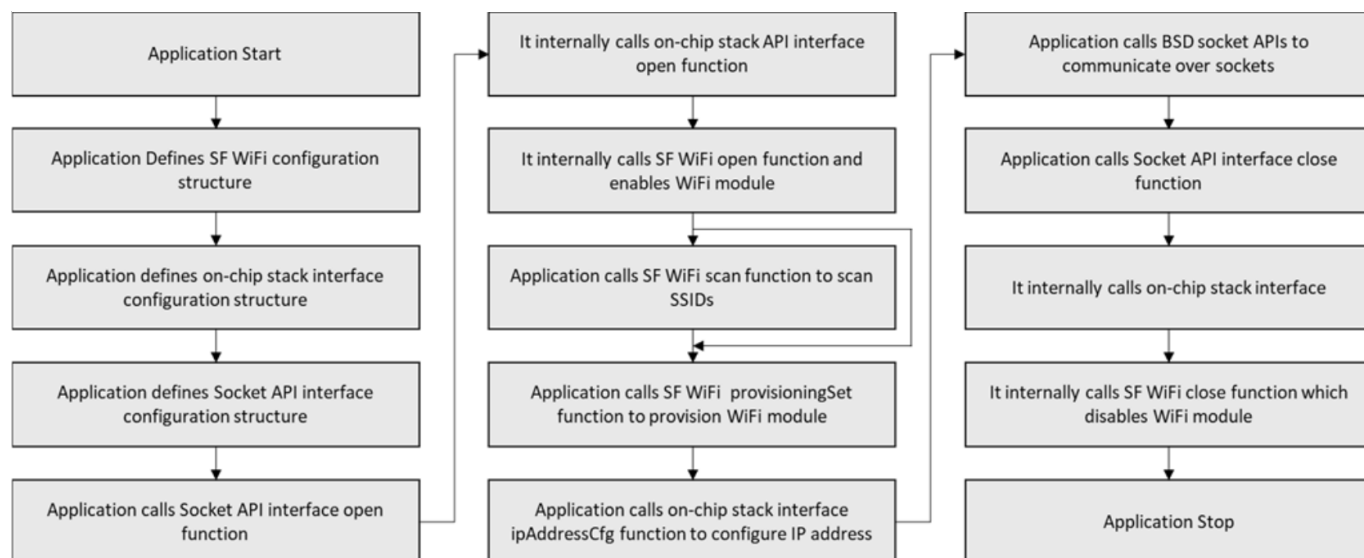 Application Start
Application Defines SF WiFi configuration
structure
Application defines on-chip stack interface
configuration structure
Application defines Socket API interface
configuration structure
Application calls Socket API interface open
function
It internally calls on-chip stack API interface
open function
It internally calls SF WiFi open function and
enables WiFi module
Application calls SF WiFi scan function to scan
SSIDs
Application calls SF WiFi provisioningSet
function to provision WiFi module
Application calls on-chip stack interface
ipAddressCfg function to configure IP address
Application calls BSD socket APIs to
communicate over sockets
Application calls Socket API interface close
function
It internally calls on-chip stack interface
It internally calls SF WiFi close function which
disables WiFi module
Application Stop